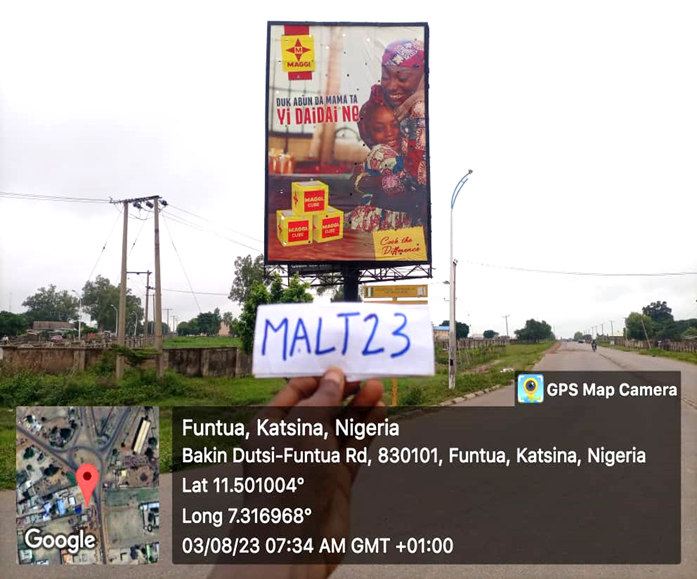 MAGGI
DUK ABUN DA MAMA TA
Yi DAiDAi NE
MAGGI
CUBE
MAGGI
CUBE
MAGGI
CUBE
Cook the
Difference
MALT23
GPS Map Camera
Funtua, Katsina, Nigeria
Bakin Dutsi-Funtua Rd, 830101, Funtua, Katsina, Nigeria
Lat 11.501004°
Long 7.316968°
03/08/23 07:34 AM GMT +01:00
Google